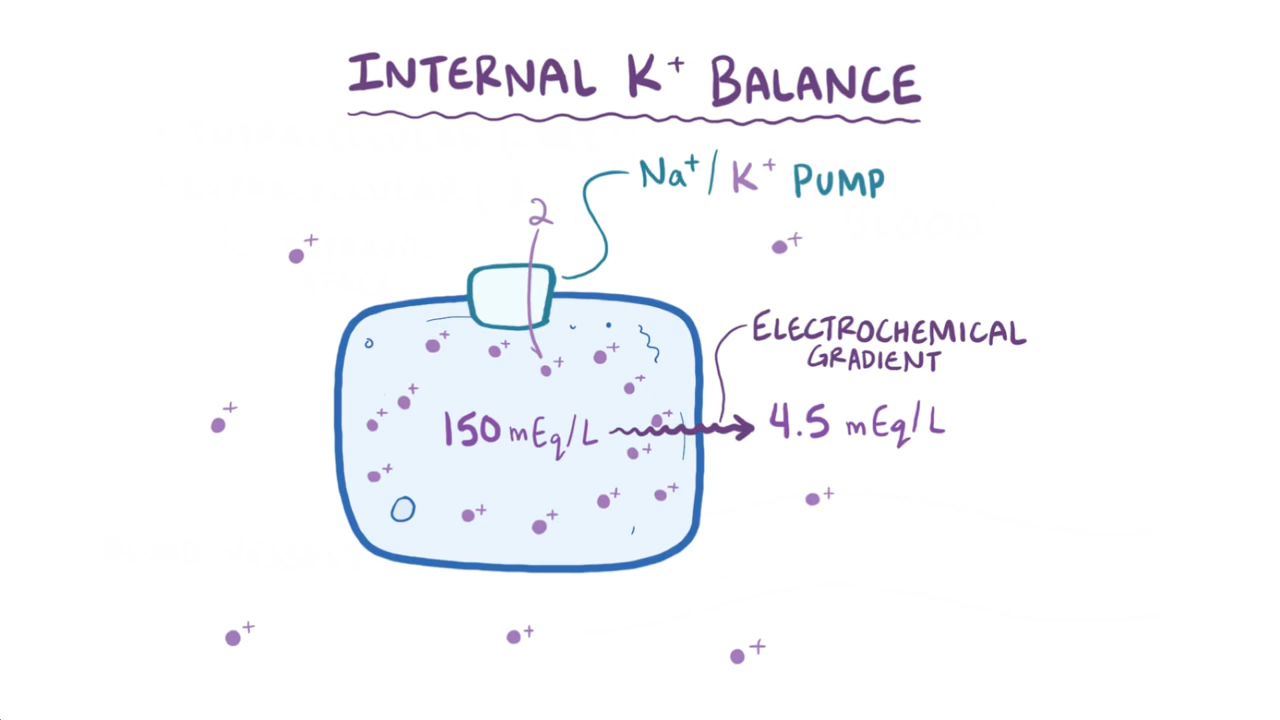 INTERNAL K+ BALANCE
Na+/K+ PUMP
2
ELECTROCHEMICAL
GRADIENT
150 mEq/L
4.5 mEq/L